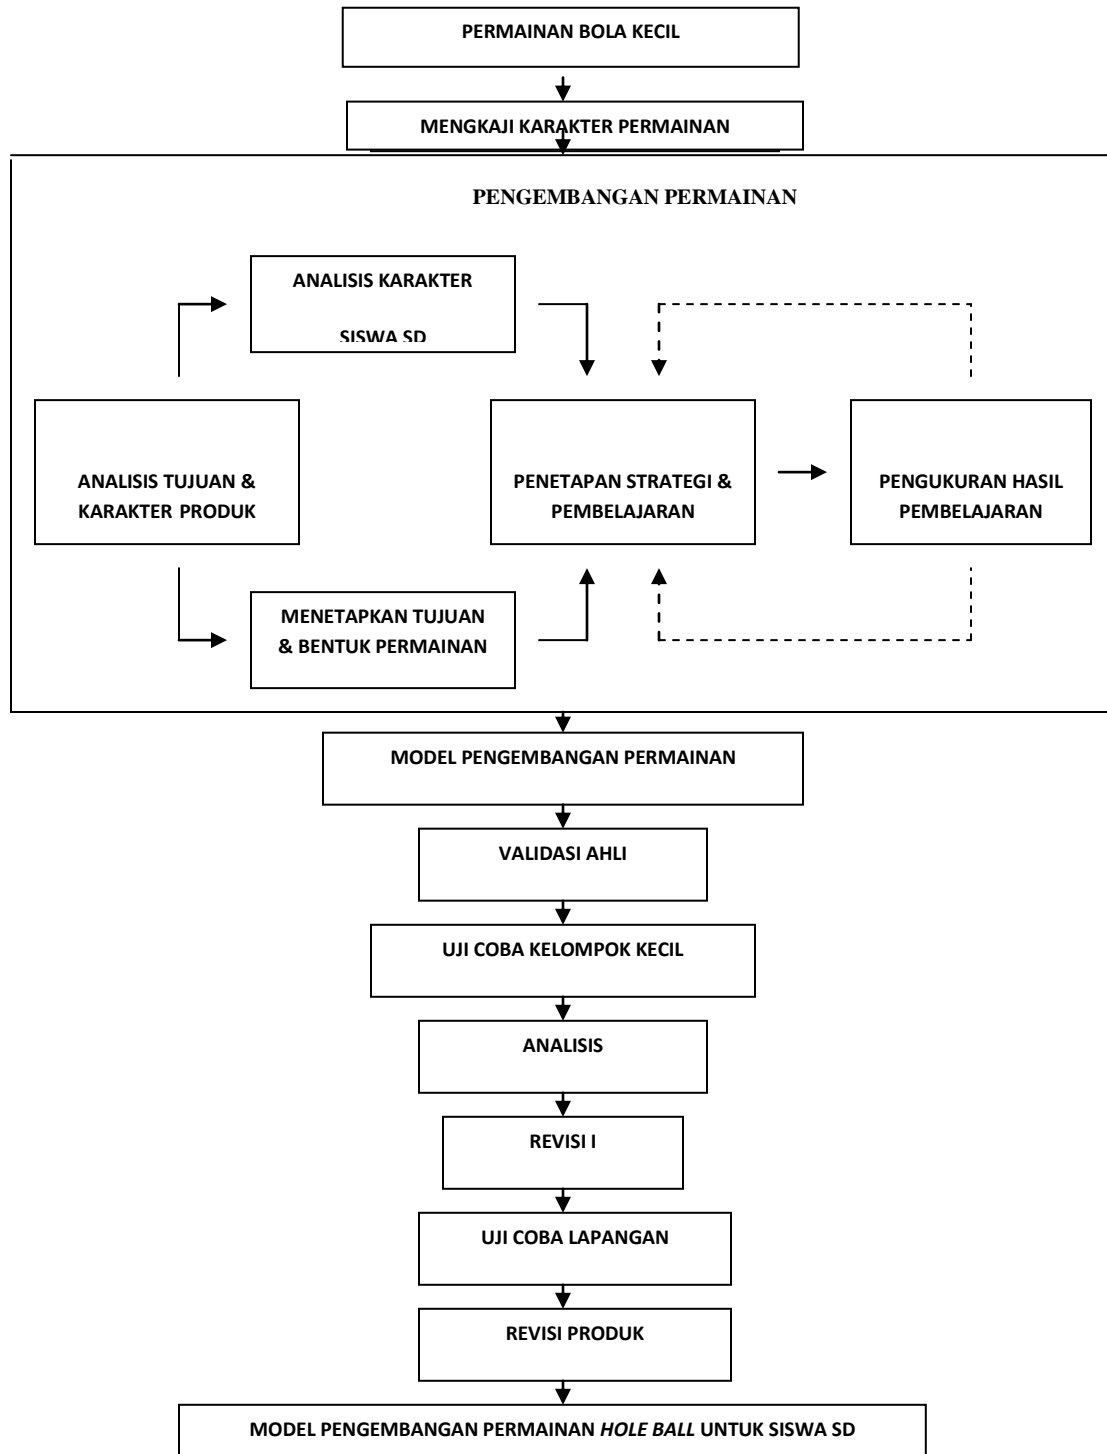 PERMAINAN BOLA KECIL
MENGKAJI KARAKTER PERMAINAN
PENGEMBANGAN PERMAINAN
ANALISIS KARAKTER
SISWA SD
ANALISIS TUJUAN &
KARAKTER PRODUK
PENETAPAN STRATEGI &
PEMBELAJARAN
PENGUKURAN HASIL
PEMBELAJARAN
MENETAPKAN TUJUAN
& BENTUK PERMAINAN
MODEL PENGEMBANGAN PERMAINAN
VALIDASI AHLI
UJI COBA KELOMPOK KECIL
ANALISIS
REVISI I
UJI COBA LAPANGAN
REVISI PRODUK
MODEL PENGEMBANGAN PERMAINAN HOLE BALL UNTUK SISWA SD